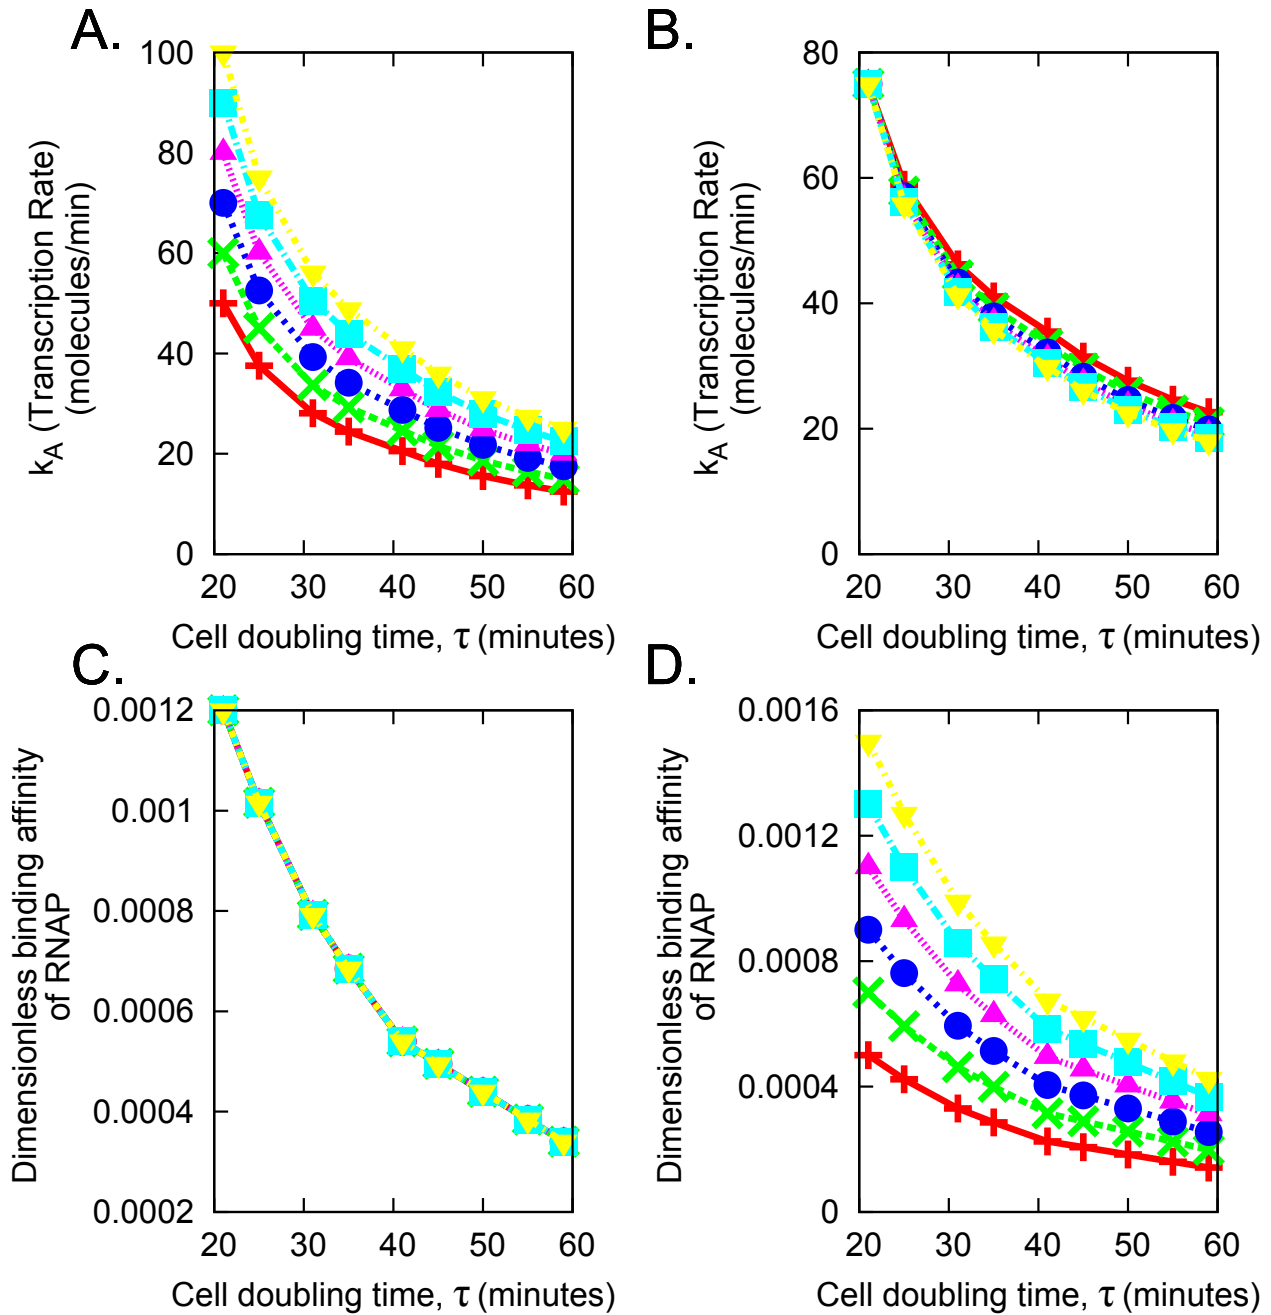 A.
k_A (Transcription Rate)
(molecules/min)
100
80
60
40
20
0
20 30 40 50 60
Cell doubling time, τ (minutes)
B.
k_A (Transcription Rate)
(molecules/min)
80
60
40
20
0
20 30 40 50 60
Cell doubling time, τ (minutes)
C.
Dimensionless binding affinity
of RNAP
0.0012
0.001
0.0008
0.0006
0.0004
0.0002
20 30 40 50 60
Cell doubling time, τ (minutes)
D.
Dimensionless binding affinity
of RNAP
0.0016
0.0012
0.0008
0.0004
0
20 30 40 50 60
Cell doubling time, τ (minutes)